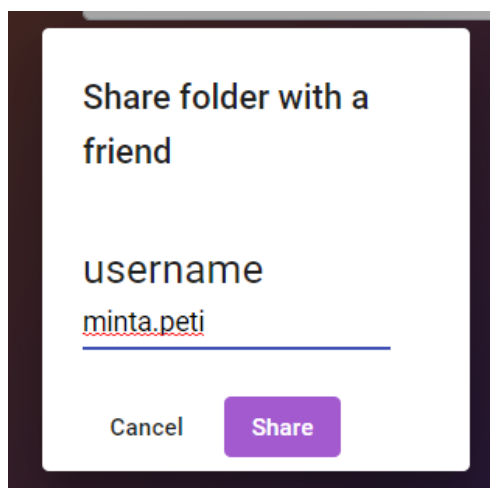 Share folder with a
friend
username
minta.peti
Cancel Share